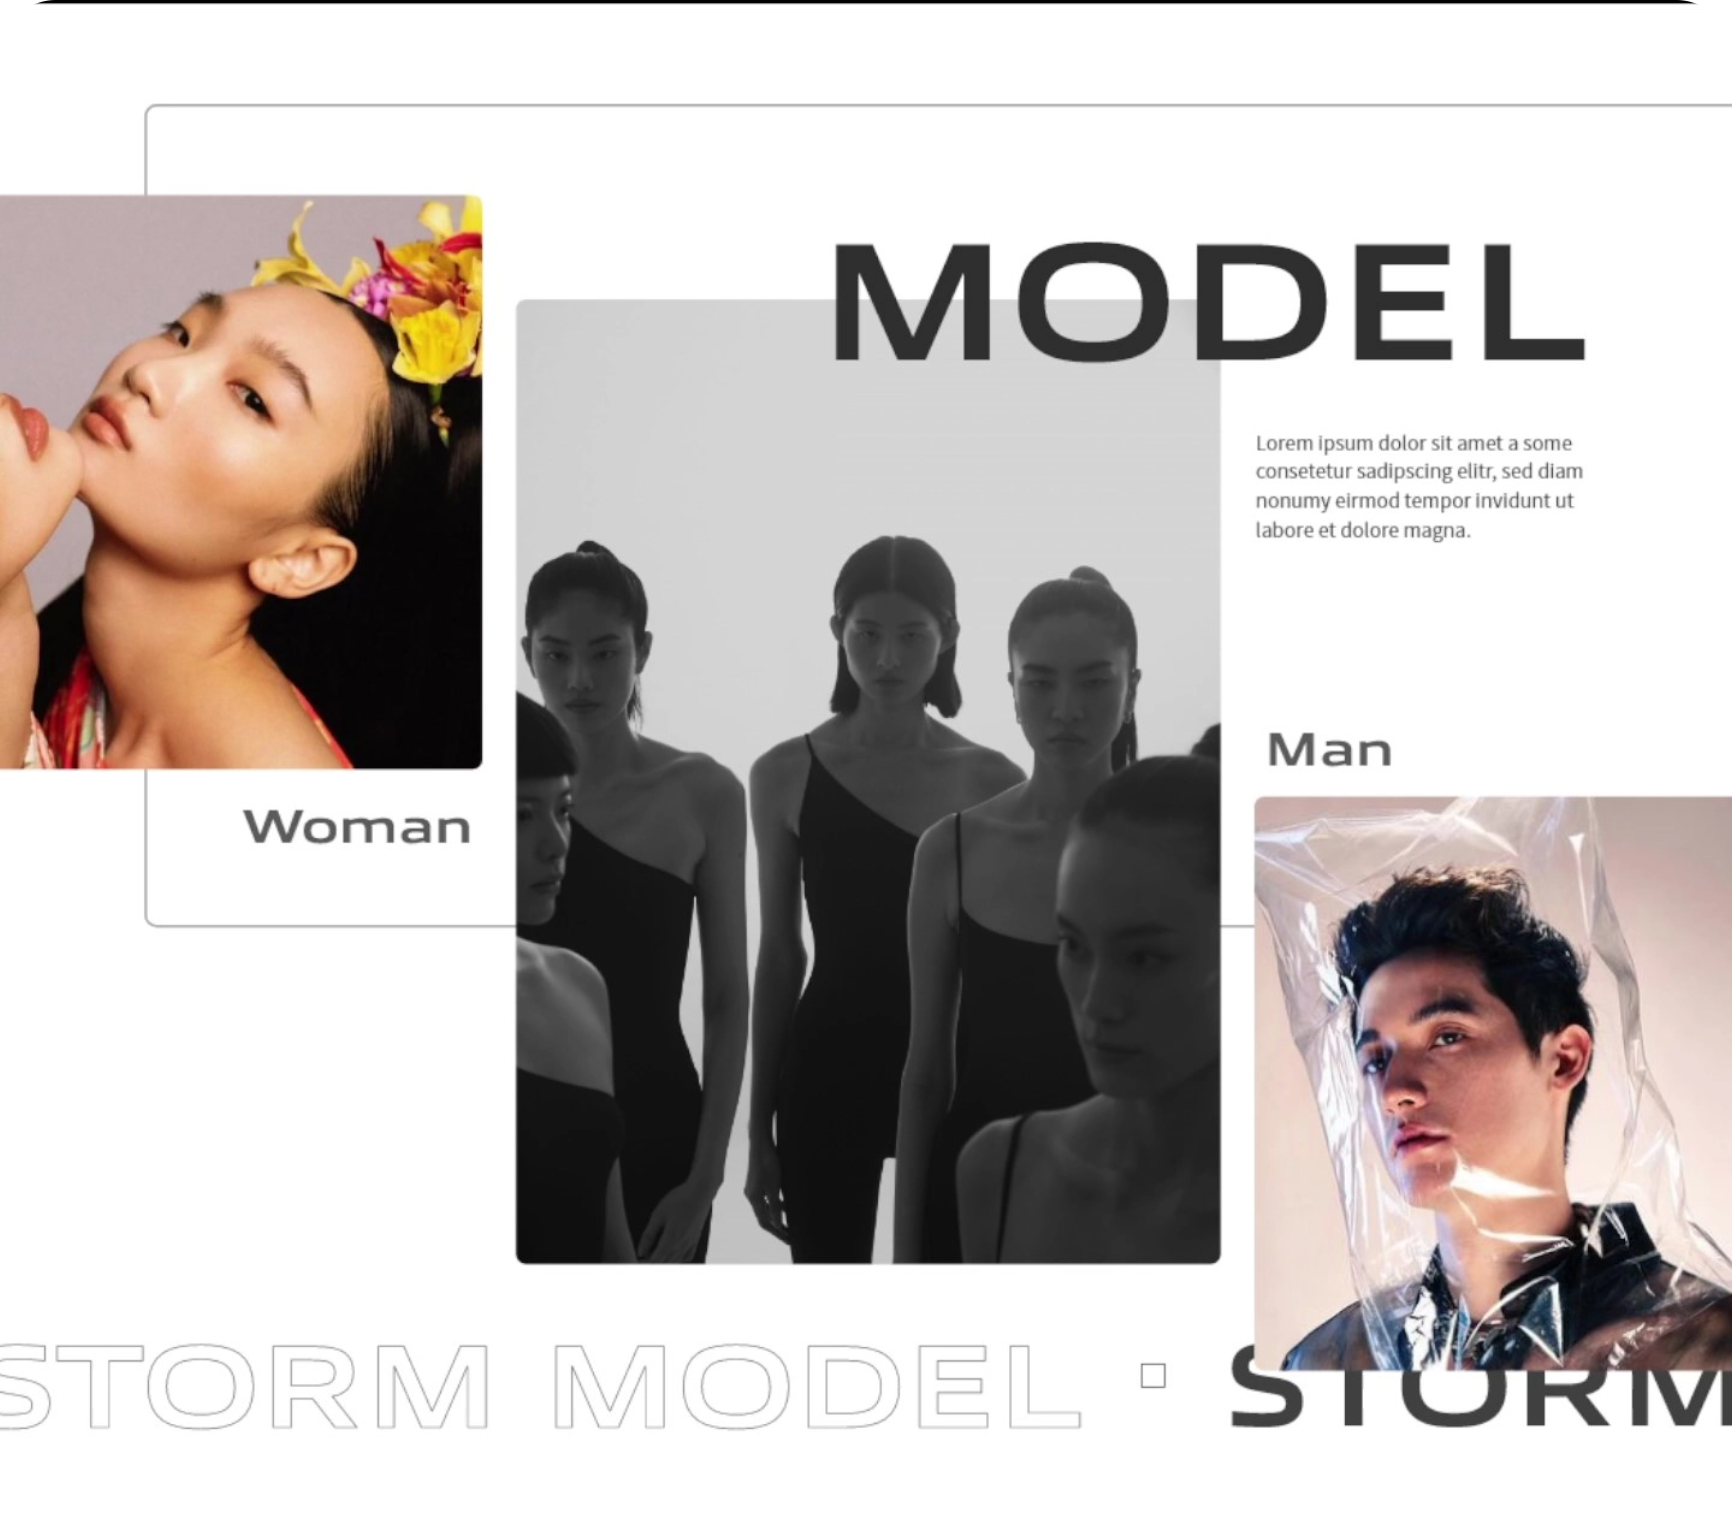 MODEL
Lorem ipsum dolor sit amet a some
consetetur sadipscing elitr, sed diam
nonumy eirmod tempor invidunt ut
labore et dolore magna.
Man
Woman
STORM MODEL
STORM